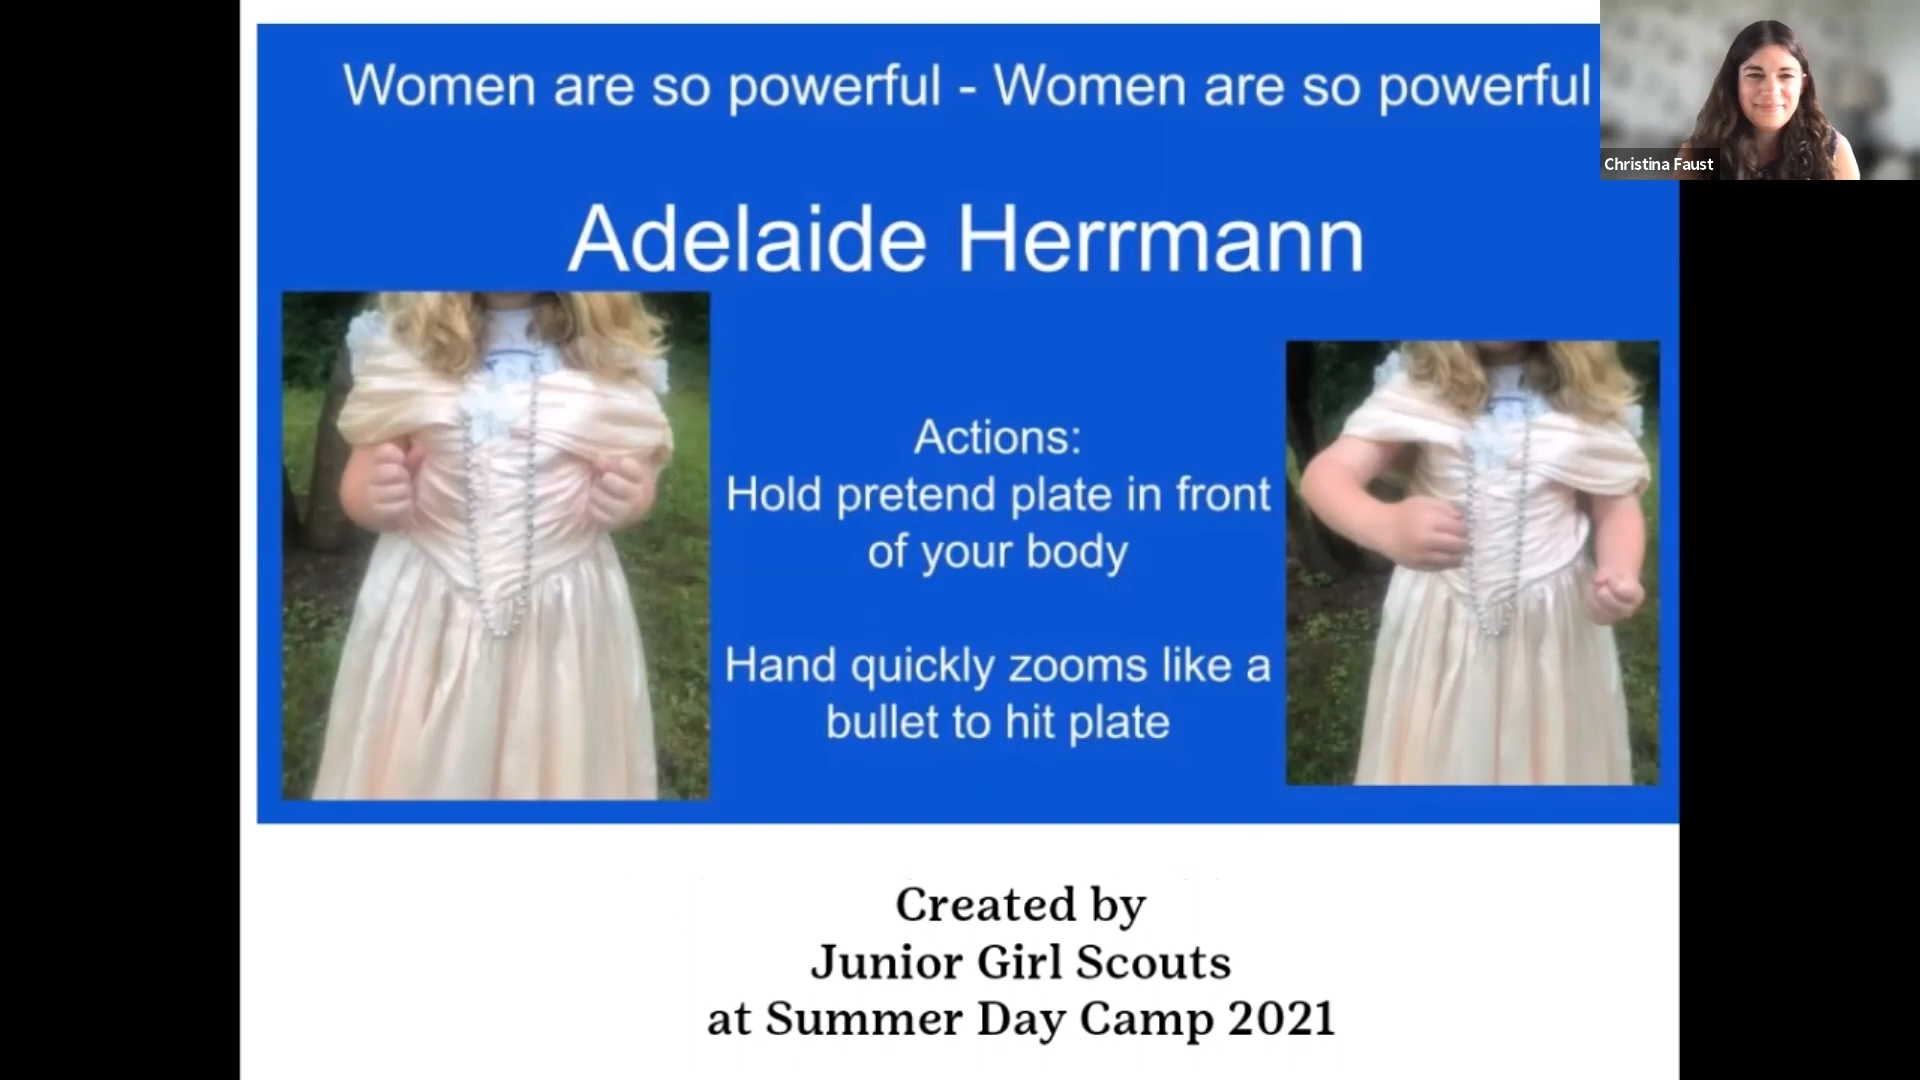 Women are so powerful - Women are so powerful
Christina Faust
Adelaide Herrmann
Actions:
Hold pretend plate in front
of your body
Hand quickly zooms like a
bullet to hit plate
Created by
Junior Girl Scouts
at Summer Day Camp 2021